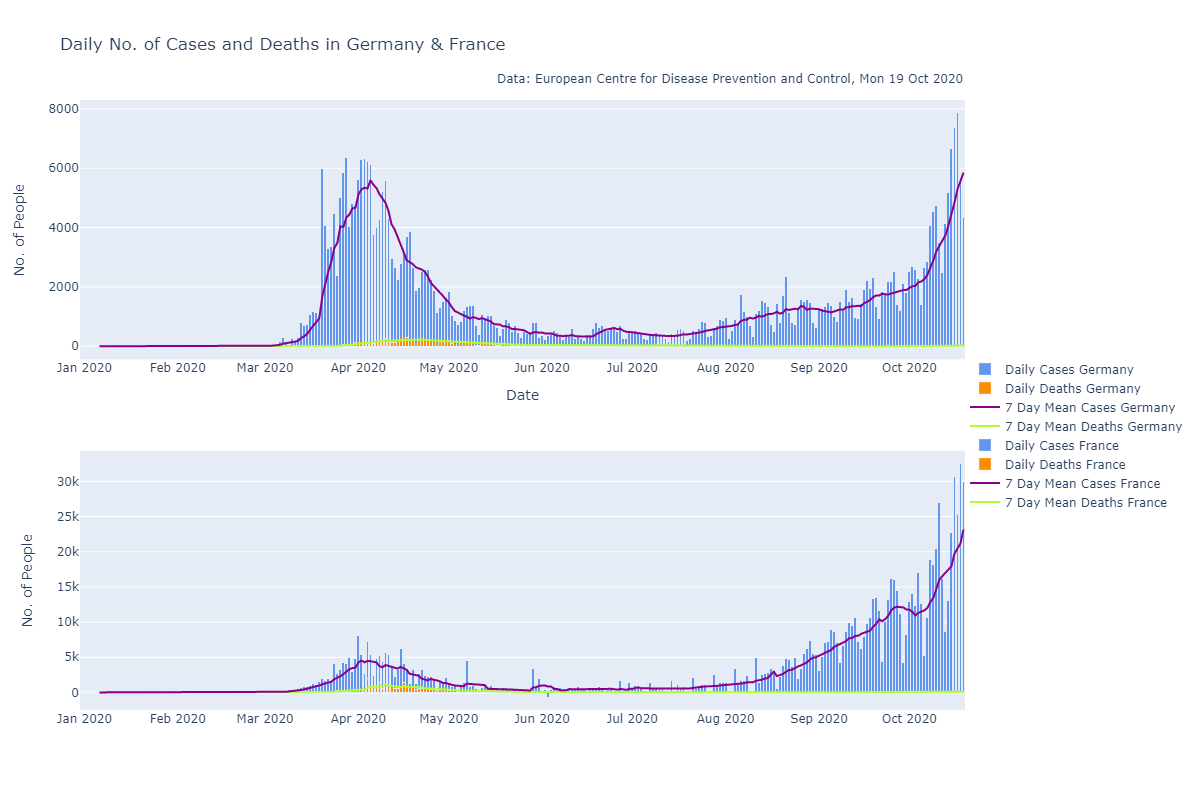 Daily No. of Cases and Deaths in Germany & France
Data: European Centre for Disease Prevention and Control, Mon 19 Oct 2020
No. of People
8000
6000
4000
2000
0
Jan 2020 Feb 2020 Mar 2020 Apr 2020 May 2020 Jun 2020 Jul 2020 Aug 2020 Sep 2020 Oct 2020
Date
Daily Cases Germany
Daily Deaths Germany
7 Day Mean Cases Germany
7 Day Mean Deaths Germany
Daily Cases France
Daily Deaths France
7 Day Mean Cases France
7 Day Mean Deaths France
No. of People
30k
25k
20k
15k
10k
5k
0
Jan 2020 Feb 2020 Mar 2020 Apr 2020 May 2020 Jun 2020 Jul 2020 Aug 2020 Sep 2020 Oct 2020